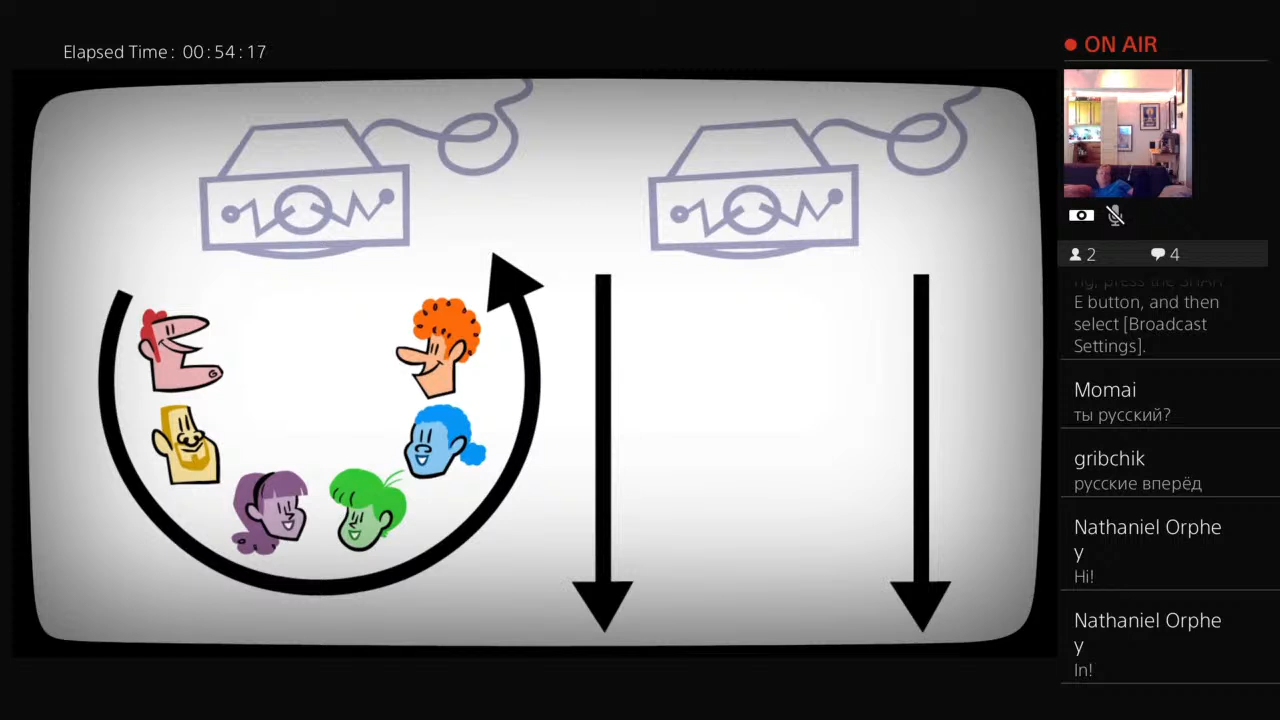 Elapsed Time: 00:54:17
ON AIR
2
4
E button, and then
select [Broadcast
Settings].
Momai
ты русский?
gribchik
русские вперёд
Nathaniel Orphe
y
Hi!
Nathaniel Orphe
y
In!